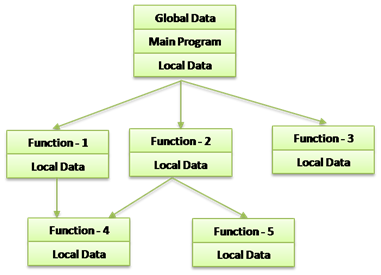 Global Data
Main Program
Local Data
Function - 1
Local Data
Function - 2
Local Data
Function - 3
Local Data
Function - 4
Local Data
Function - 5
Local Data